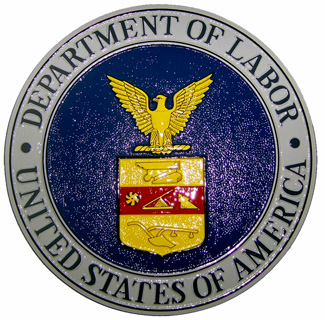 DEPARTMENT OF LABOR
UNITED STATES OF AMERICA